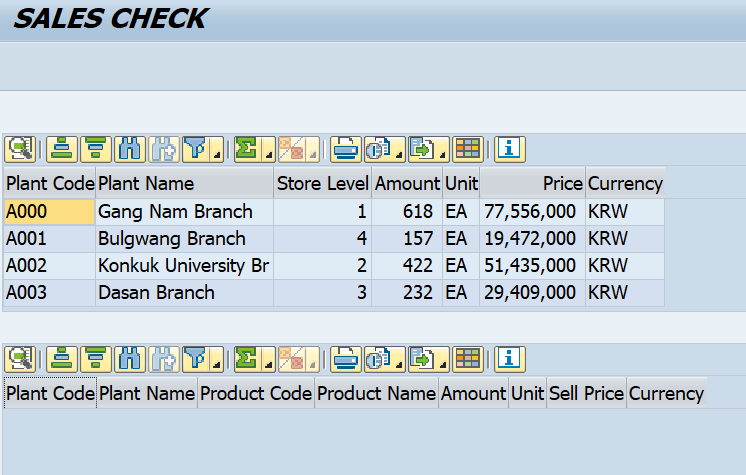 SALES CHECK
Plant Code Plant Name Store Level Amount Unit Price Currency
A000 Gang Nam Branch 1 618 EA 77,556,000 KRW
A001 Bulgwang Branch 4 157 EA 19,472,000 KRW
A002 Konkuk University Br 2 422 EA 51,435,000 KRW
A003 Dasan Branch 3 232 EA 29,409,000 KRW
Plant Code Plant Name Product Code Product Name Amount Unit Sell Price Currency